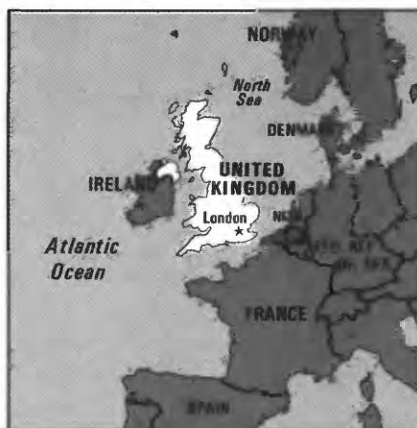 NORWAY
North
Sea
DENMARK
UNITED
KINGDOM
IRELAND
London
Atlantic
Ocean
FRANCE
SPAIN